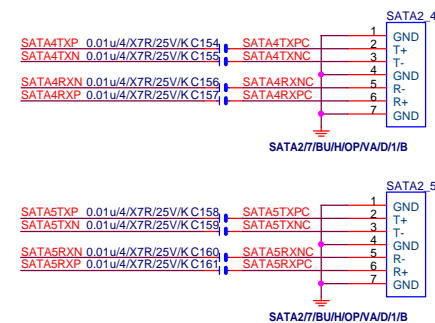 SATA2_4
1 GND
SATA4TXP 0.01u/4/X7R/25V/K C154 SATA4TXPC 2 T+
SATA4TXN 0.01u/4/X7R/25V/K C155 SATA4TXNC 3 T-
4 GND
SATA4RXN 0.01u/4/X7R/25V/K C156 SATA4RXNC 5 R-
SATA4RXP 0.01u/4/X7R/25V/K C157 SATA4RXPC 6 R+
7 GND
SATA2/7/BU/H/OP/VA/D/1/B
SATA2_5
1 GND
SATA5TXP 0.01u/4/X7R/25V/K C158 SATA5TXPC 2 T+
SATA5TXN 0.01u/4/X7R/25V/K C159 SATA5TXNC 3 T-
4 GND
SATA5RXN 0.01u/4/X7R/25V/K C160 SATA5RXNC 5 R-
SATA5RXP 0.01u/4/X7R/25V/K C161 SATA5RXPC 6 R+
7 GND
SATA2/7/BU/H/OP/VA/D/1/B